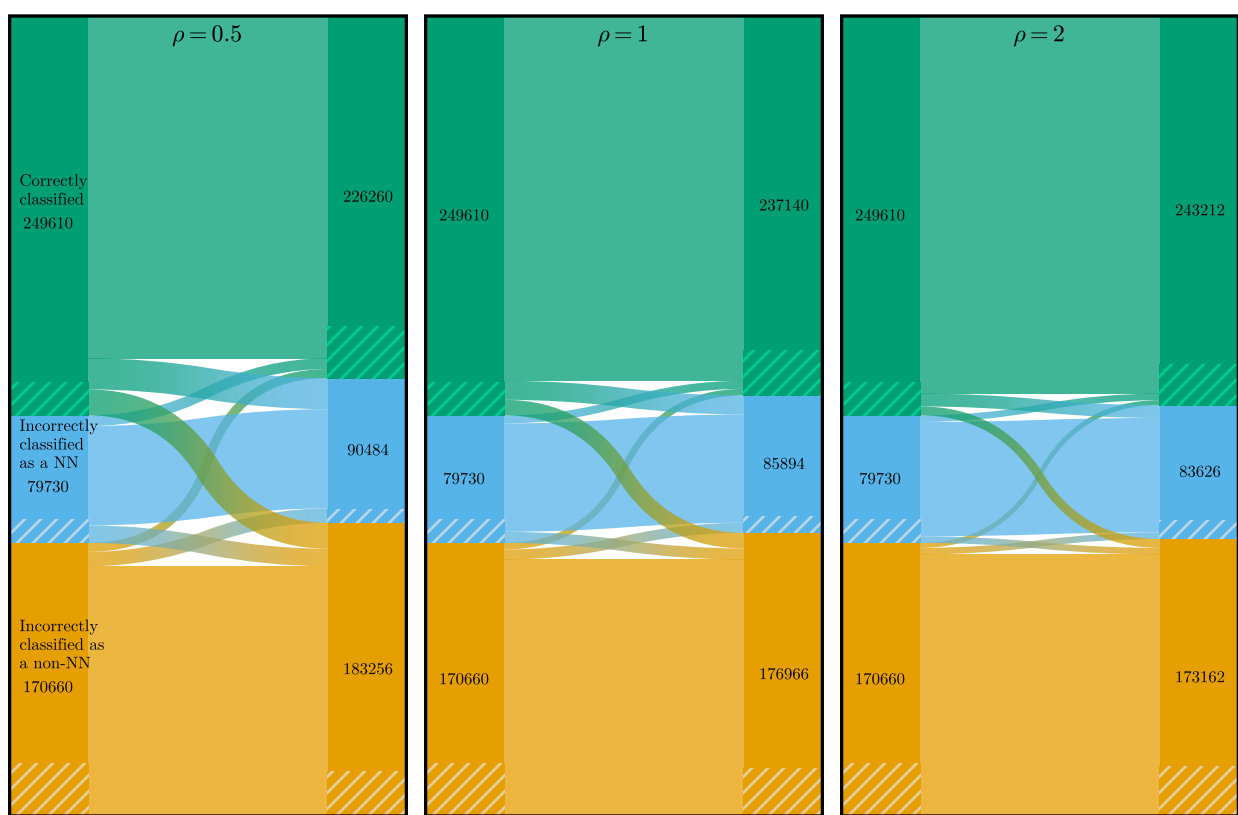 ρ = 0.5
Correctly
classified
249610
226260
Incorrectly
classified
as a NN
79730
90484
Incorrectly
classified as
a non-NN
170660
183256
ρ = 1
249610
237140
79730
85894
170660
176966
ρ = 2
249610
243212
79730
83626
170660
173162